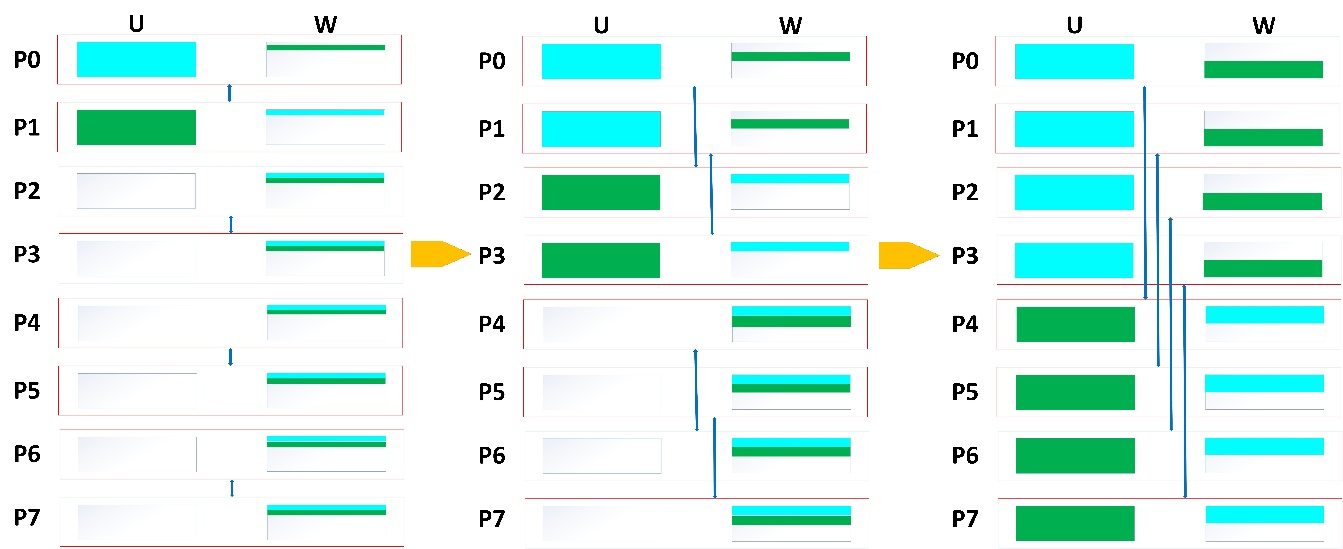 U W U W U W
P0 P0 P0
P1 P1 P1
P2 P2 P2
P3 P3 P3
P4 P4 P4
P5 P5 P5
P6 P6 P6
P7 P7 P7